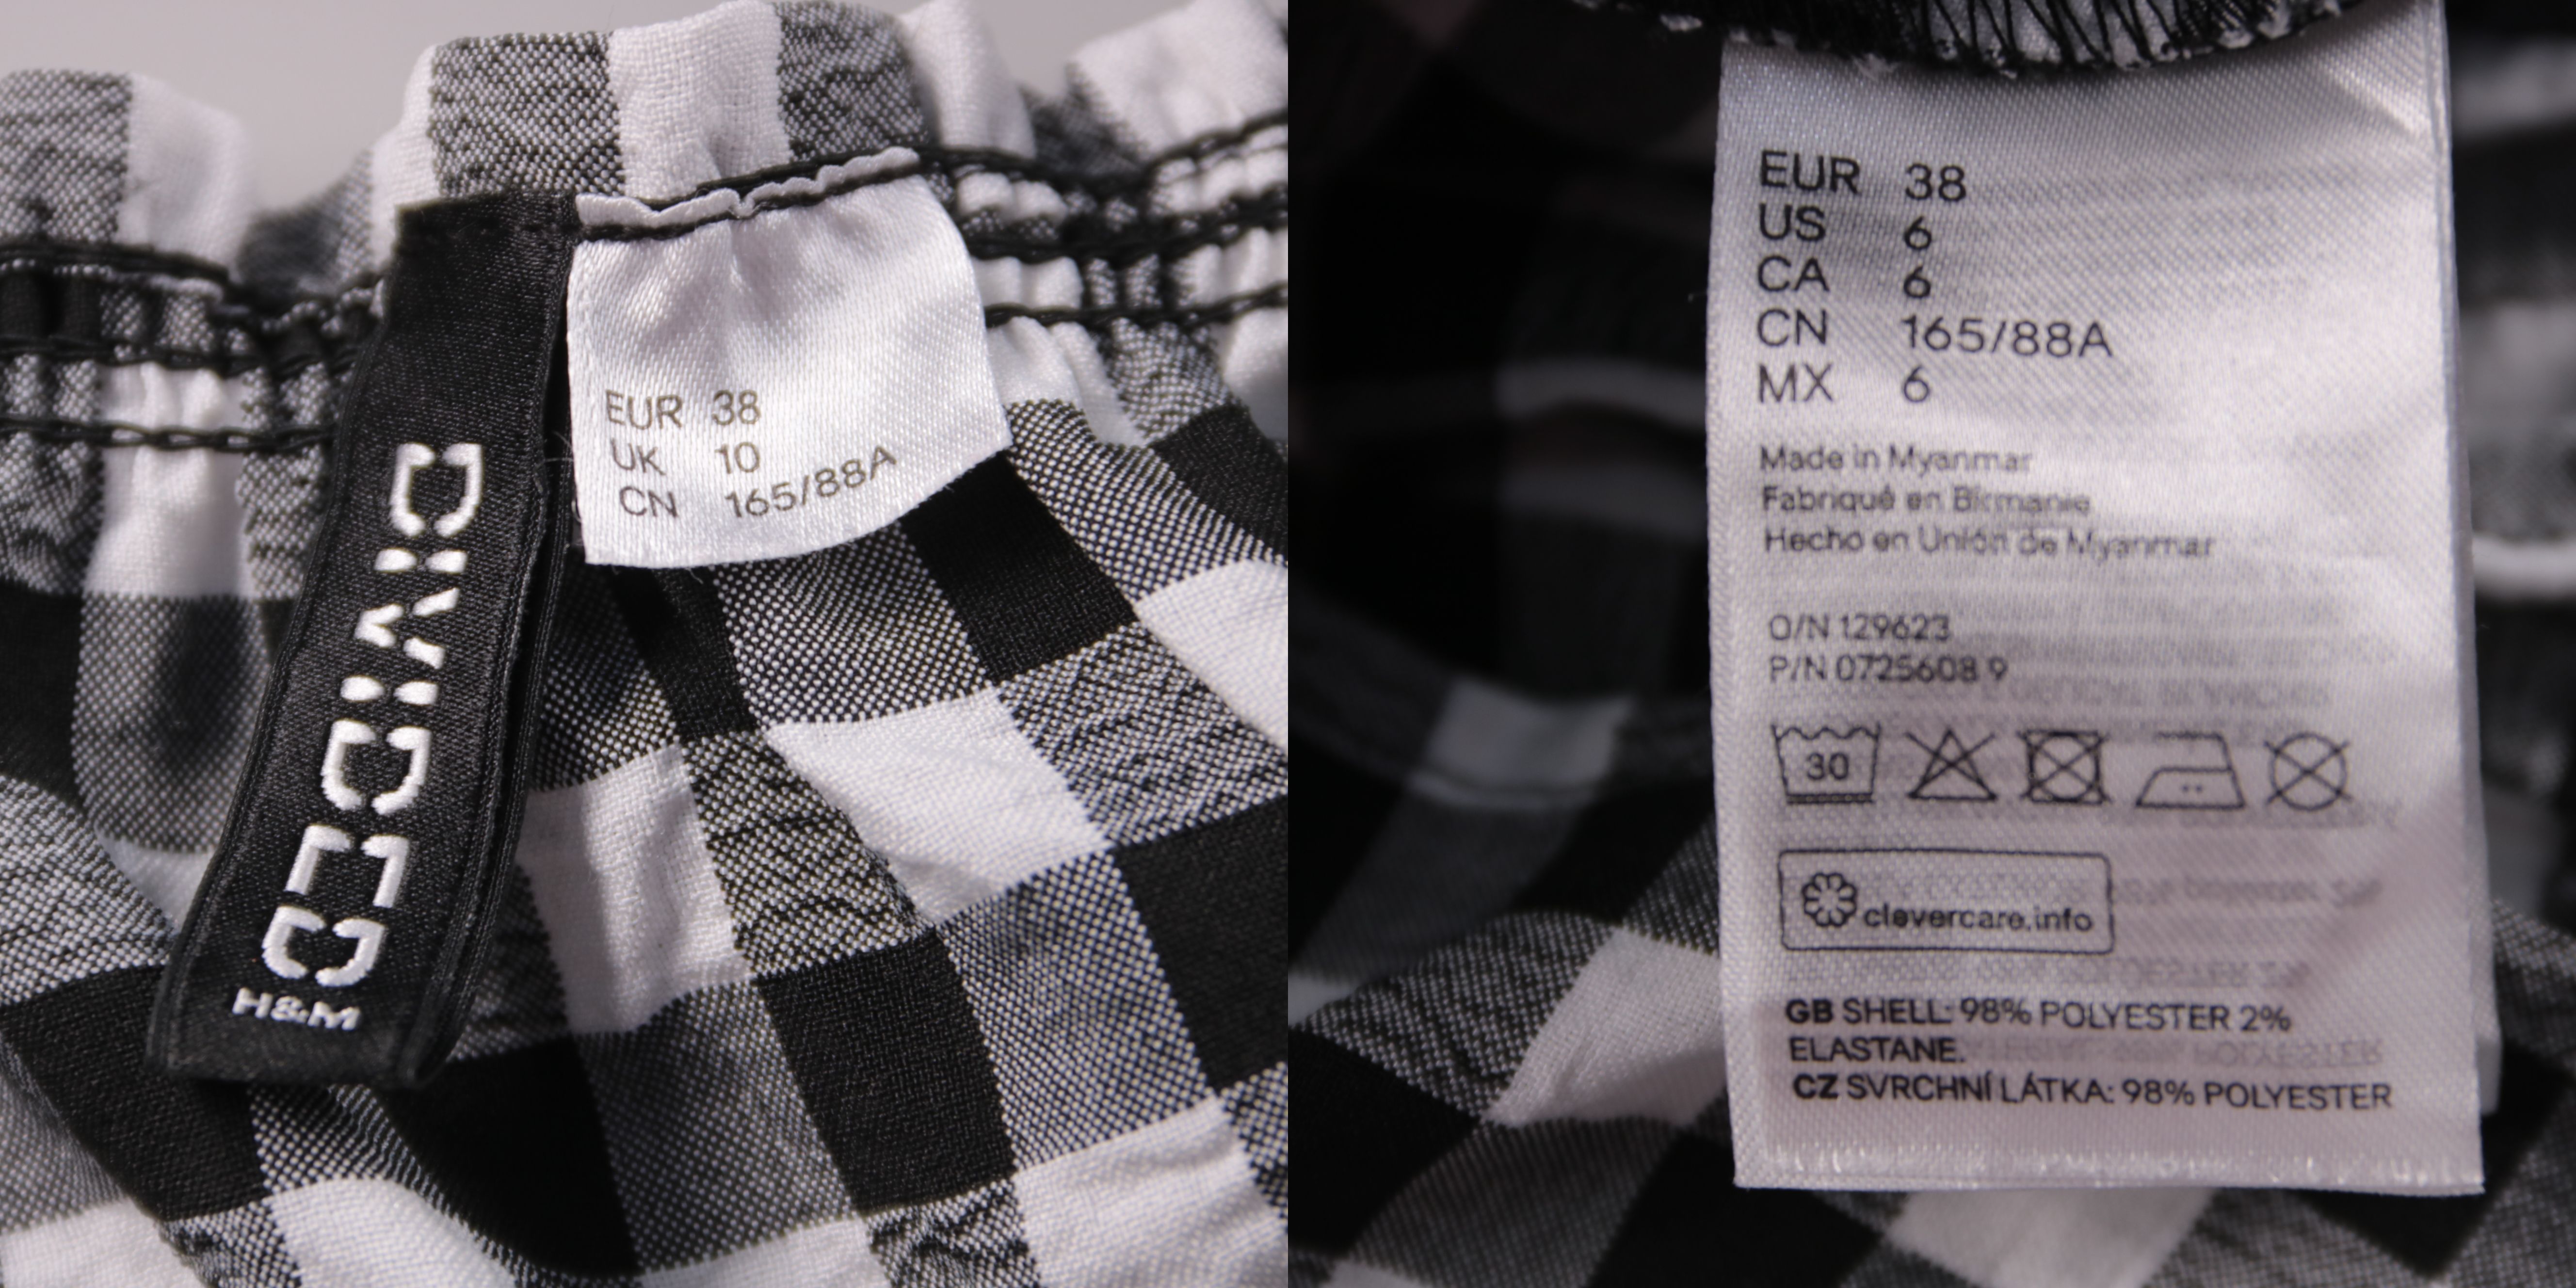 DIVIDED
H&M
EUR 38
UK 10
CN 165/88A
EUR 38
US 6
CA 6
CN 165/88A
MX 6
Made in Myanmar
Fabriqué en Birmanie
Hecho en Unión de Myanmar
O/N 129623
P/N 0725608 9
30
clevercare.info
GB SHELL: 98% POLYESTER 2%
ELASTANE.
CZ SVRCHNÍ LÁTKA: 98% POLYESTER